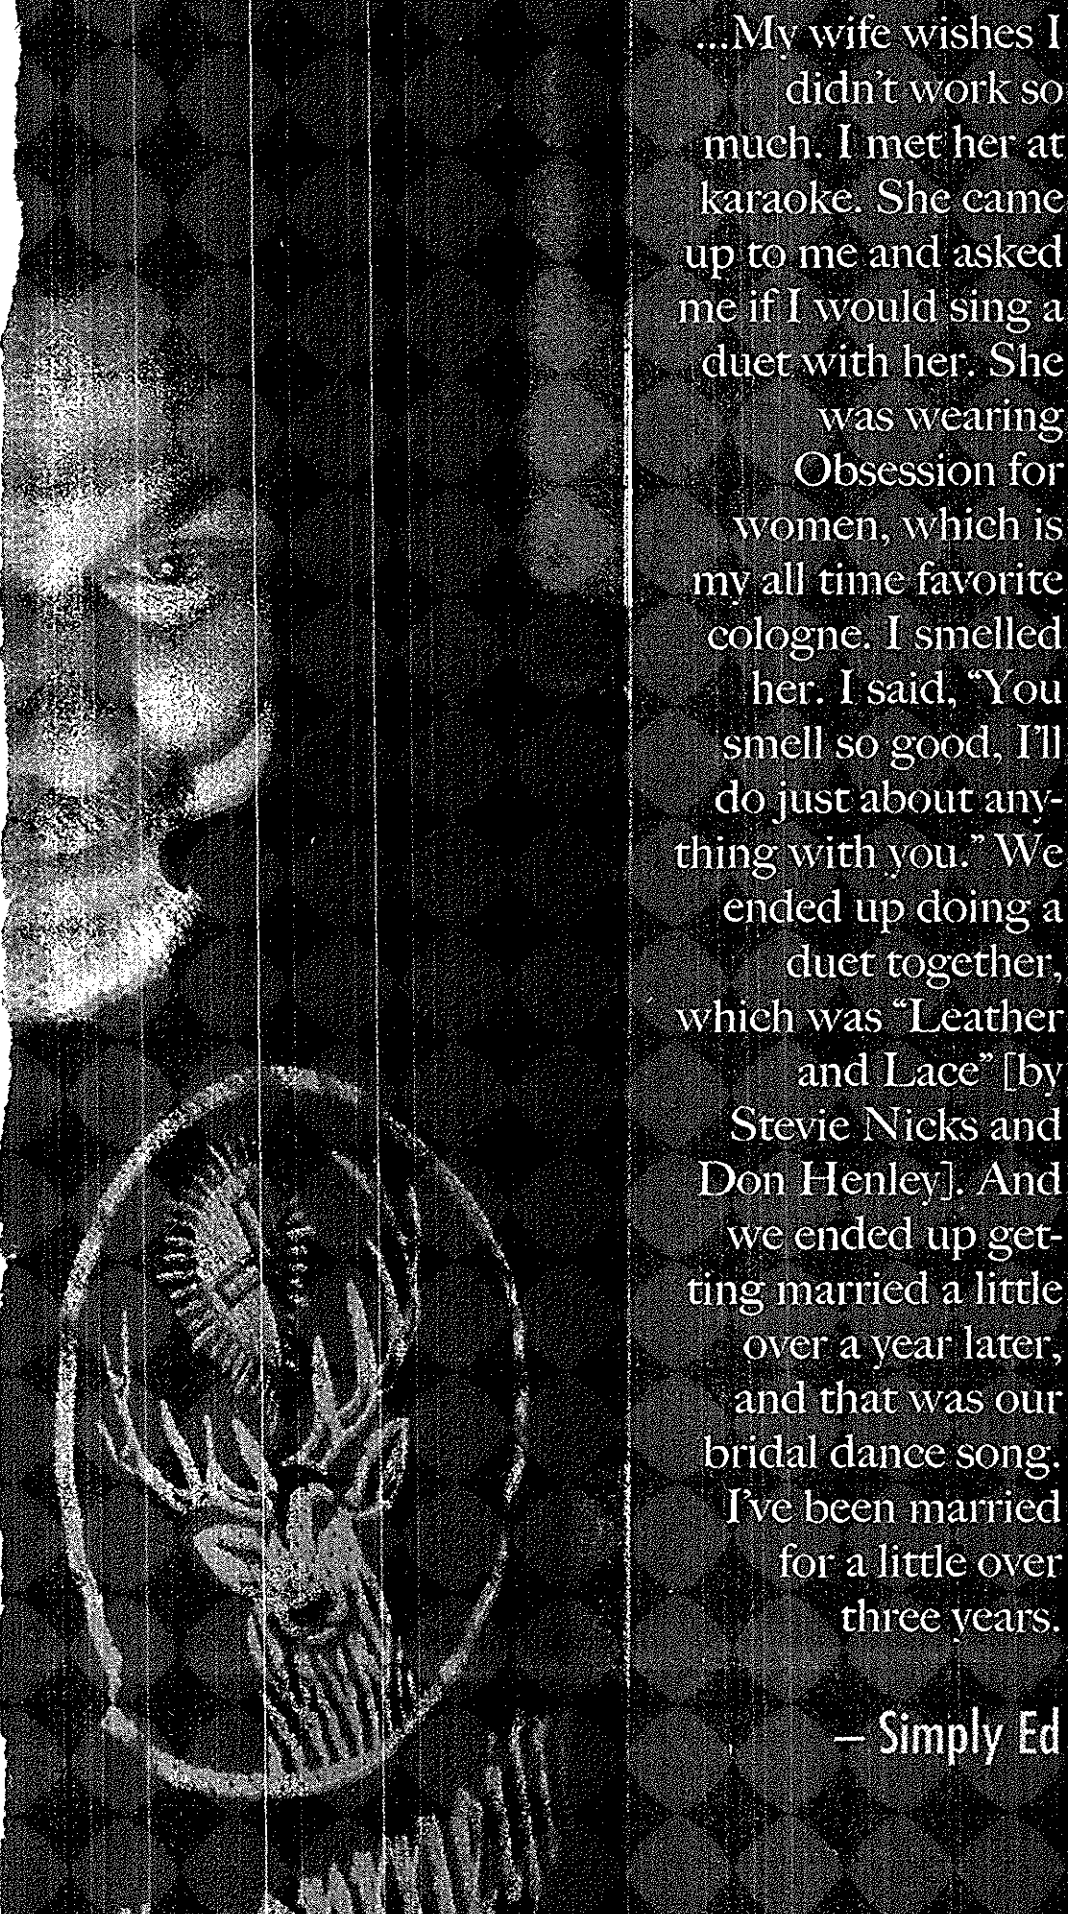 ...My wife wishes I
didn't work so
much. I met her at
karaoke. She came
up to me and asked
me if I would sing a
duet with her. She
was wearing
Obsession for
women, which is
my all time favorite
cologne. I smelled
her. I said, “You
smell so good, I'll
do just about any-
thing with you.” We
ended up doing a
duet together,
which was “Leather
and Lace” [by
Stevie Nicks and
Don Henley]. And
we ended up get-
ting married a little
over a year later,
and that was our
bridal dance song.
I've been married
for a little over
three years.
– Simply Ed